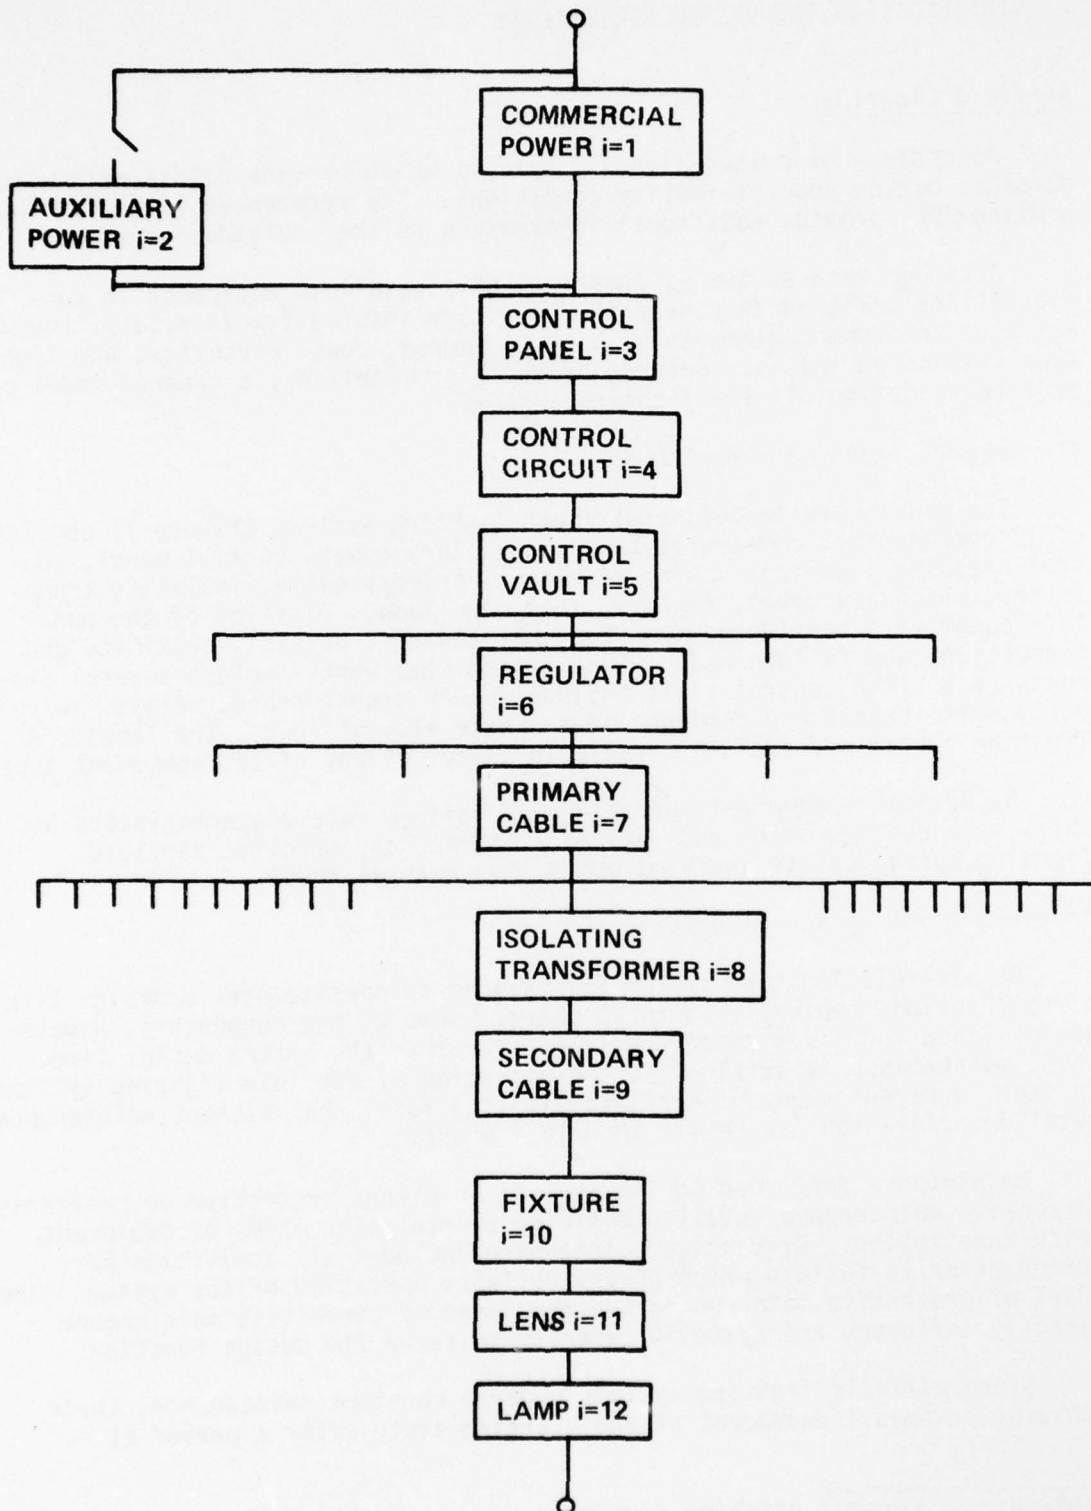 COMMERCIAL
POWER i=1
AUXILIARY
POWER i=2
CONTROL
PANEL i=3
CONTROL
CIRCUIT i=4
CONTROL
VAULT i=5
REGULATOR
i=6
PRIMARY
CABLE i=7
ISOLATING
TRANSFORMER i=8
SECONDARY
CABLE i=9
FIXTURE
i=10
LENS i=11
LAMP i=12